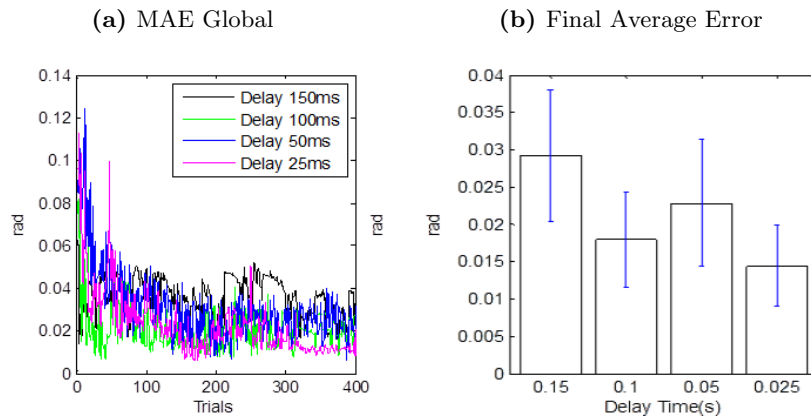 (a) MAE Global
(b) Final Average Error
0.14
0.12
0.1
0.08
0.06
0.04
0.02
0
rad
Delay 150ms
Delay 100ms
Delay 50ms
Delay 25ms
0 100 200 300 400
Trials
rad
0.04
0.035
0.03
0.025
0.02
0.015
0.01
0.005
0
rad
0.15 0.1 0.05 0.025
Delay Time(s)